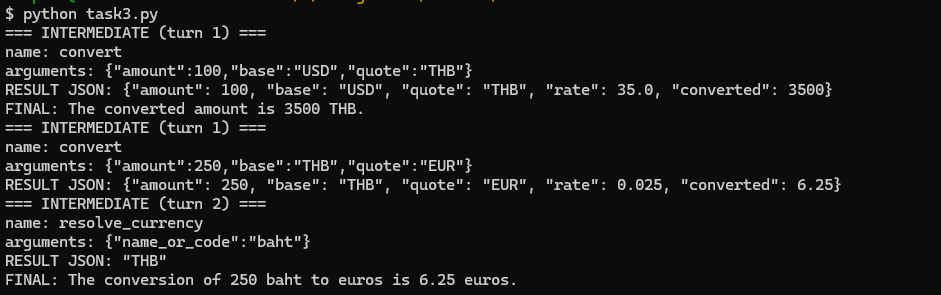 $ python task3.py
=== INTERMEDIATE (turn 1) ===
name: convert
arguments: {"amount":100,"base":"USD","quote":"THB"}
RESULT JSON: {"amount": 100, "base": "USD", "quote": "THB", "rate": 35.0, "converted": 3500}
FINAL: The converted amount is 3500 THB.
=== INTERMEDIATE (turn 1) ===
name: convert
arguments: {"amount":250,"base":"THB","quote":"EUR"}
RESULT JSON: {"amount": 250, "base": "THB", "quote": "EUR", "rate": 0.025, "converted": 6.25}
=== INTERMEDIATE (turn 2) ===
name: resolve_currency
arguments: {"name_or_code":"baht"}
RESULT JSON: "THB"
FINAL: The conversion of 250 baht to euros is 6.25 euros.